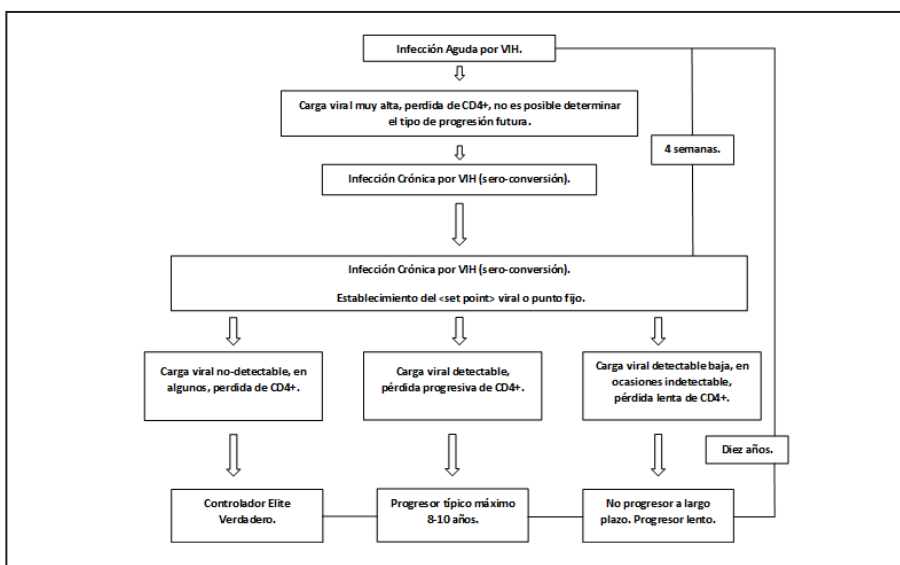 Infección Aguda por VIH.
Carga viral muy alta, perdida de CD4+, no es posible determinar
el tipo de progresión futura.
4 semanas.
Infección Crónica por VIH (sero-conversión).
Infección Crónica por VIH (sero-conversión).
Establecimiento del <set point> viral o punto fijo.
Carga viral no-detectable, en
algunos, perdida de CD4+.
Carga viral detectable,
pérdida progresiva de CD4+.
Carga viral detectable baja, en
ocasiones indetectable,
pérdida lenta de CD4+.
Diez años.
Controlador Elite
Verdadero.
Progresor típico máximo
8-10 años.
No progresor a largo
plazo. Progresor lento.